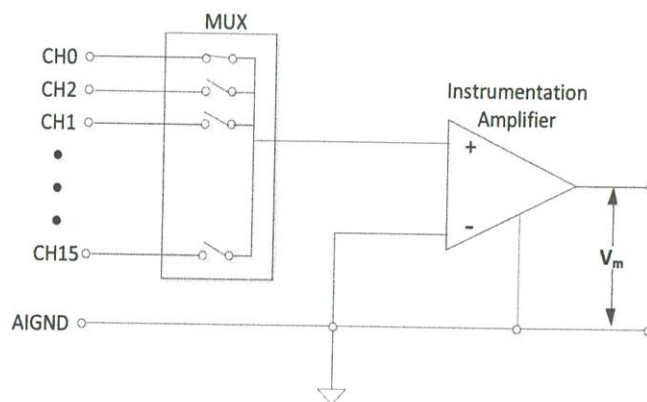 MUX
CH0
CH2
CH1
Instrumentation
Amplifier
+
-
Vm
CH15
AIGND